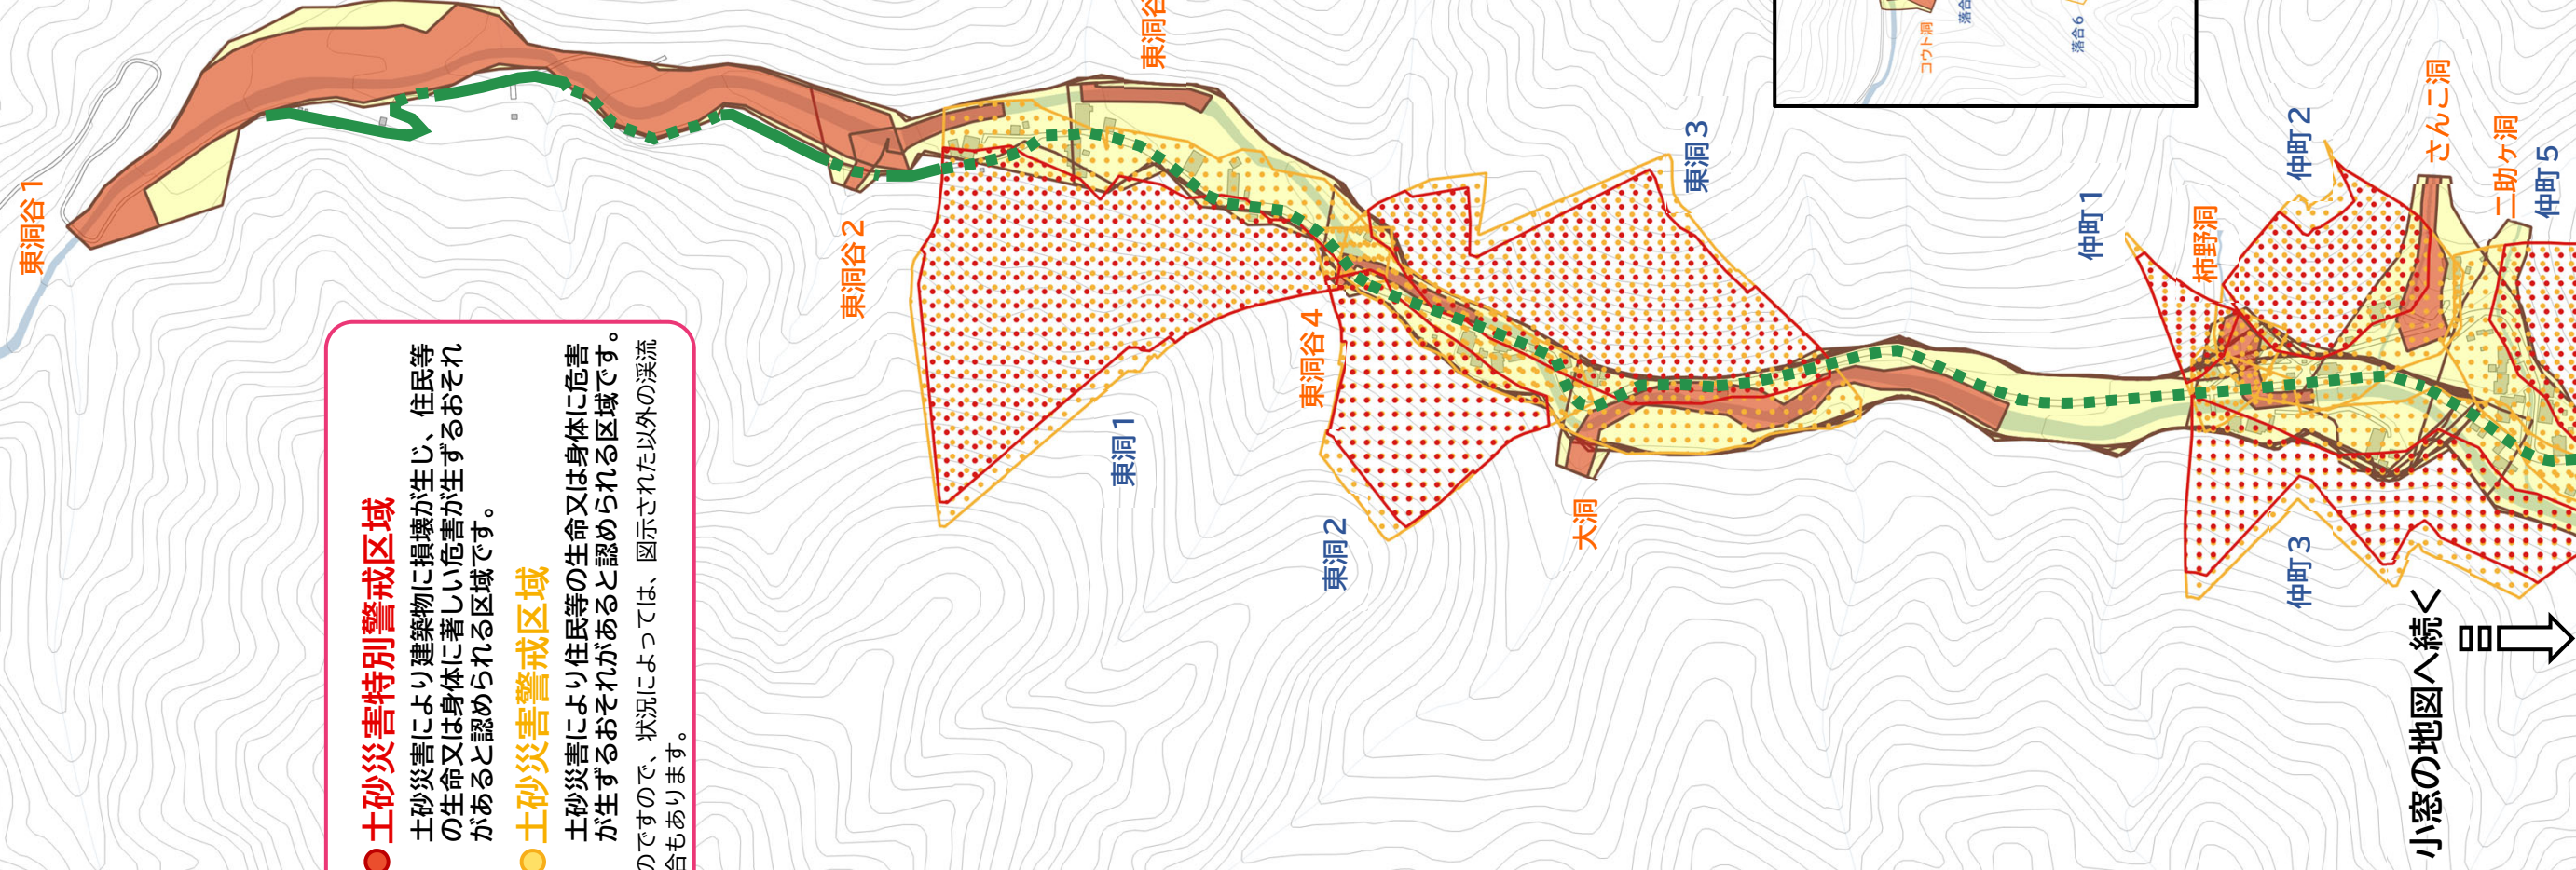 東洞谷1
●土砂災害特別警戒区域
土砂災害により建築物に損壊が生じ、住民等
の生命又は身体に著しい危害が生ずるおそれ
があると認められる区域です。
●土砂災害警戒区域
土砂災害により住民等の生命又は身体に危害
が生ずるおそれがあると認められる区域です。
のですので、状況によっては、図示された以外の渓流
合もあります。
東洞谷2
東洞1
東洞谷
東洞谷4
東洞2
大洞
東洞3
コウト洞
落合
落合6
仲町1
柿野洞
仲町2
仲町3
さんこ洞
二助ヶ洞
仲町5
小窓の地図へ続く